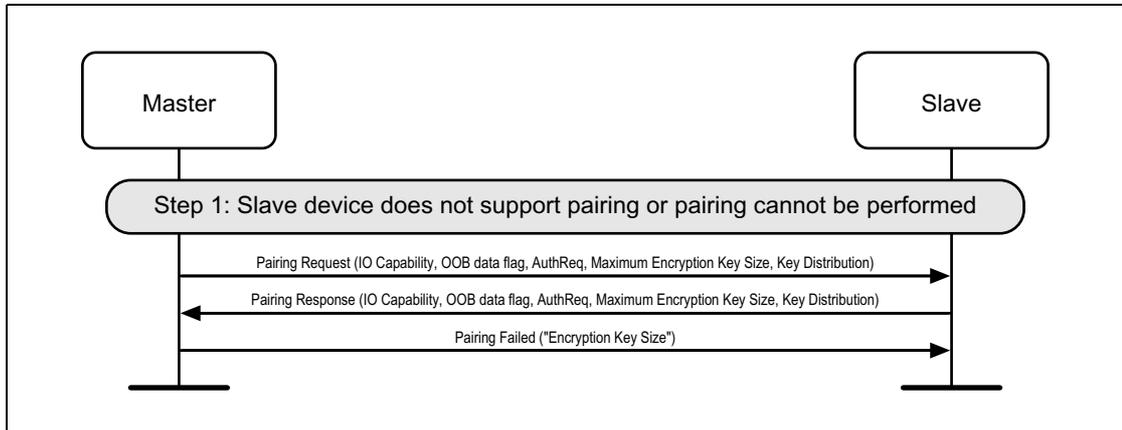 Master
Slave
Step 1: Slave device does not support pairing or pairing cannot be performed
Pairing Request (IO Capability, OOB data flag, AuthReq, Maximum Encryption Key Size, Key Distribution)
Pairing Response (IO Capability, OOB data flag, AuthReq, Maximum Encryption Key Size, Key Distribution)
Pairing Failed ("Encryption Key Size")